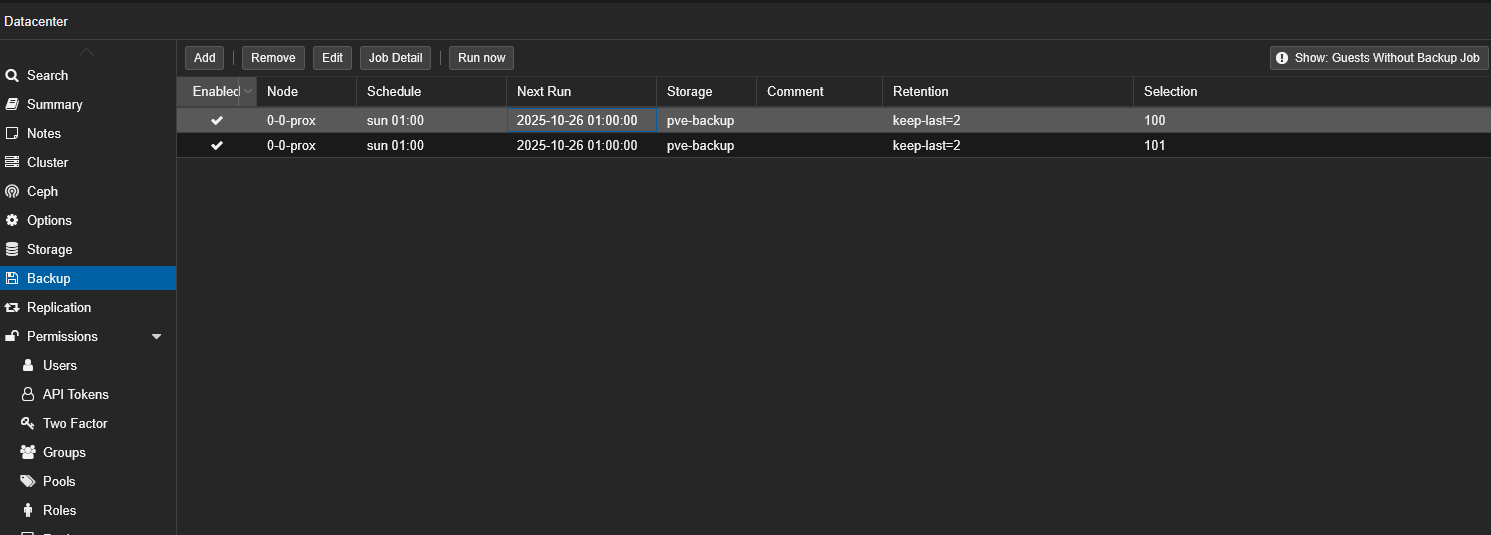 Datacenter
Search
Summary
Notes
Cluster
Ceph
Options
Storage
Backup
Replication
Permissions
Users
API Tokens
Two Factor
Groups
Pools
Roles
Add Remove Edit Job Detail Run now Show: Guests Without Backup Job
Enabled Node Schedule Next Run Storage Comment Retention Selection
0-0-prox sun 01:00 2025-10-26 01:00:00 pve-backup keep-last=2 100
0-0-prox sun 01:00 2025-10-26 01:00:00 pve-backup keep-last=2 101